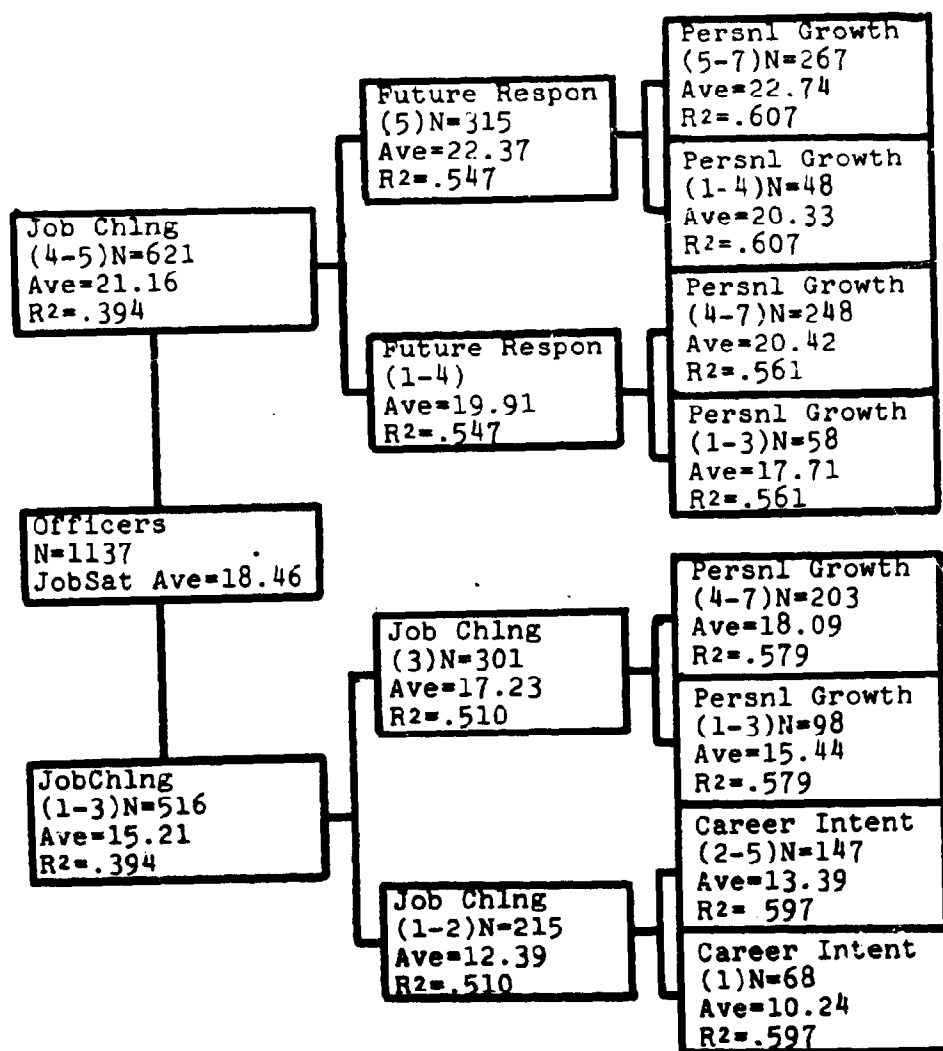 Persnl Growth
(5-7)N=267
Ave=22.74
R2=.607
Future Respon
(5)N=315
Ave=22.37
R2=.547
Persnl Growth
(1-4)N=48
Ave=20.33
R2=.607
Job Chlng
(4-5)N=621
Ave=21.16
R2=.394
Persnl Growth
(4-7)N=248
Ave=20.42
R2=.561
Future Respon
(1-4)
Ave=19.91
R2=.547
Persnl Growth
(1-3)N=58
Ave=17.71
R2=.561
Officers
N=1137
JobSat Ave=18.46
Persnl Growth
(4-7)N=203
Ave=18.09
R2=.579
Job Chlng
(3)N=301
Ave=17.23
R2=.510
Persnl Growth
(1-3)N=98
Ave=15.44
R2=.579
JobChlng
(1-3)N=516
Ave=15.21
R2=.394
Career Intent
(2-5)N=147
Ave=13.39
R2= 597
Job Chlng
(1-2)N=215
Ave=12.39
R2=.510
Career Intent
(1)N=68
Ave=10.24
R2=.597